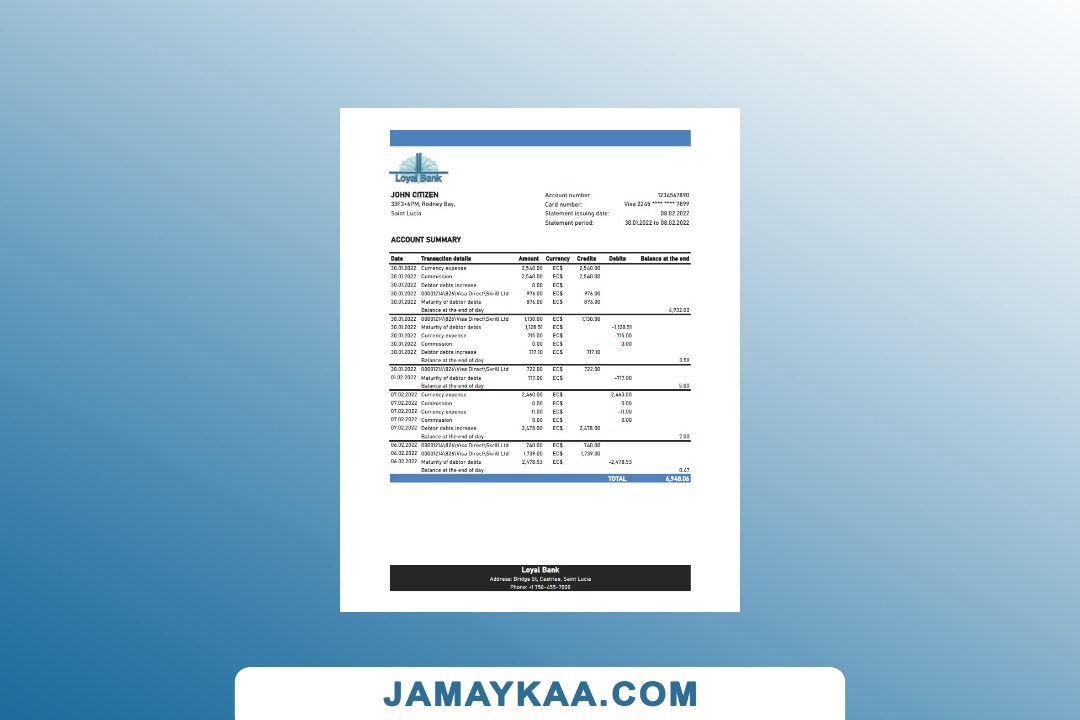 Loyal Bank
JOHN CITIZEN
33F3+6PM, Rodney Bay,
Saint Lucia
Account number: 1234567890
Card number: Visa 2245 **** **** 7899
Statement issuing date: 08.02.2022
Statement period: 30.01.2022 to 08.02.2022
ACCOUNT SUMMARY
Date Transaction details Amount Currency Credits Debits Balance at the end
30.01.2022 Currency expense 2,540.00 EC$ 2,540.00
30.01.2022 Commission 2,540.00 EC$ 2,540.00
30.01.2022 Debtor debts increase 0.00 EC$
30.01.2022 00001214\826\Visa Direct\Skrill Ltd 976.00 EC$ 976.00
30.01.2022 Maturity of debtor debts 876.00 EC$ 876.00
Balance at the end of day 6,932.00
30.01.2022 00001214\826\Visa Direct\Skrill Ltd 1,130.00 EC$ 1,130.00
30.01.2022 Maturity of debtor debts 1,128.51 EC$ -1,128.51
30.01.2022 Currency expense 715.00 EC$ -715.00
30.01.2022 Commission 0.00 EC$ 0.00
30.01.2022 Debtor debts increase 717.10 EC$ 717.10
Balance at the end of day 3.59
30.01.2022 00001214\826\Visa Direct\Skrill Ltd 722.00 EC$ 722.00
01.02.2022 Maturity of debtor debts 717.00 EC$ -717.00
Balance at the end of day 5.00
07.02.2022 Currency expense 2,460.00 EC$ -2,460.00
07.02.2022 Commission 0.00 EC$ 0.00
07.02.2022 Currency expense 11.00 EC$ -11.00
07.02.2022 Commission 0.00 EC$ 0.00
07.02.2022 Debtor debts increase 2,478.00 EC$ 2,478.00
Balance at the end of day 7.00
06.02.2022 00001214\826\Visa Direct\Skrill Ltd 740.00 EC$ 740.00
06.02.2022 00001214\826\Visa Direct\Skrill Ltd 1,739.00 EC$ 1,739.00
06.02.2022 Maturity of debtor debts 2,478.53 EC$ -2,478.53
Balance at the end of day 0.47
TOTAL 6,948.06
Loyal Bank
Address: Bridge St, Castries, Saint Lucia
Phone: +1 758-455-7000
JAMAYKAA.COM